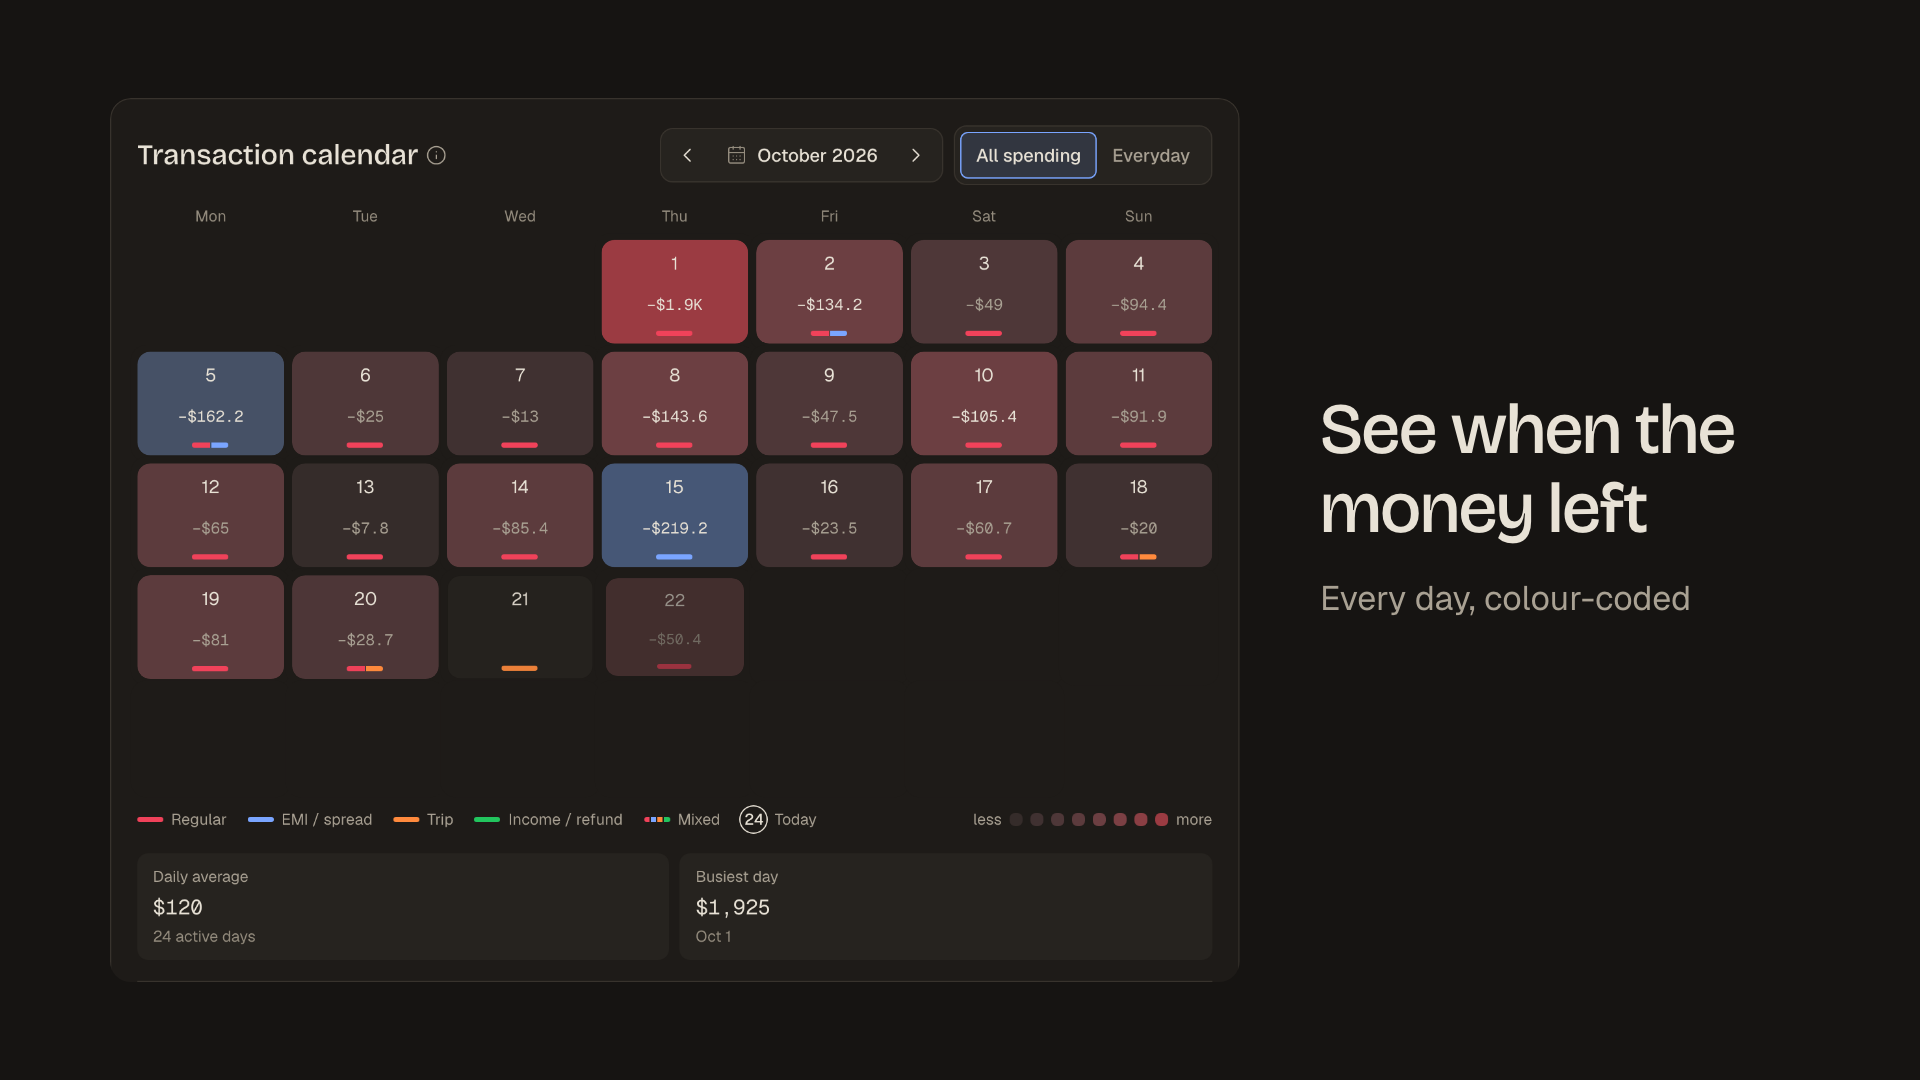 Transaction calendar
October 2026
All spending
Everyday
Mon Tue Wed Thu Fri Sat Sun
1 2 3 4
-$1.9K -$134.2 -$49 -$94.4
5 6 7 8 9 10 11
-$162.2 -$25 -$13 -$143.6 -$47.5 -$105.4 -$91.9
12 13 14 15 16 17 18
-$65 -$7.8 -$85.4 -$219.2 -$23.5 -$60.7 -$20
19 20 21 22
-$81 -$28.7 -$50.4
Regular EMI / spread Trip Income / refund Mixed 24 Today less more
Daily average
$120
24 active days
Busiest day
$1,925
Oct 1
See when the
money left
Every day, colour-coded